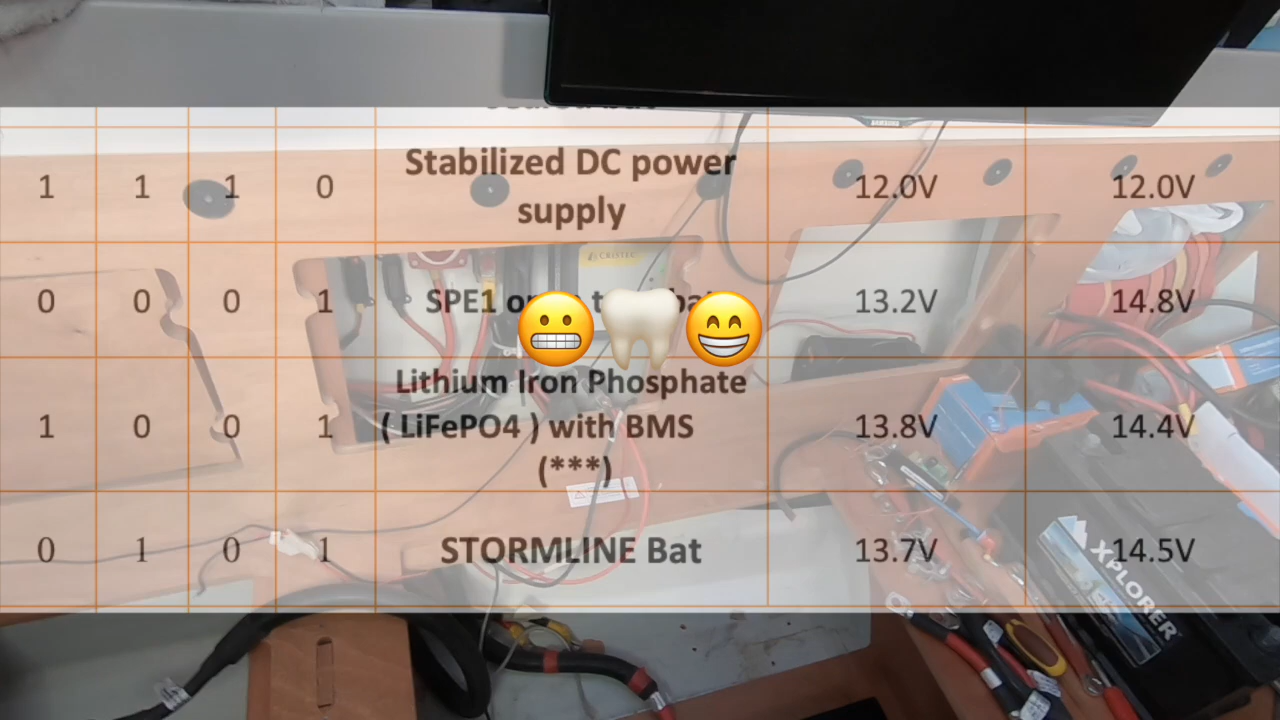 SAMSUNG
Stabilized DC power
supply
1 1 1 0 12.0V 12.0V
CRISTEC
0 0 0 1 SPE1 13.2V 14.8V
Lithium Iron Phosphate
1 0 0 1 ( LiFePO4 ) with BMS 13.8V 14.4V
(***)
0 1 0 1 STORMLINE Bat 13.7V 14.5V
XPLORER